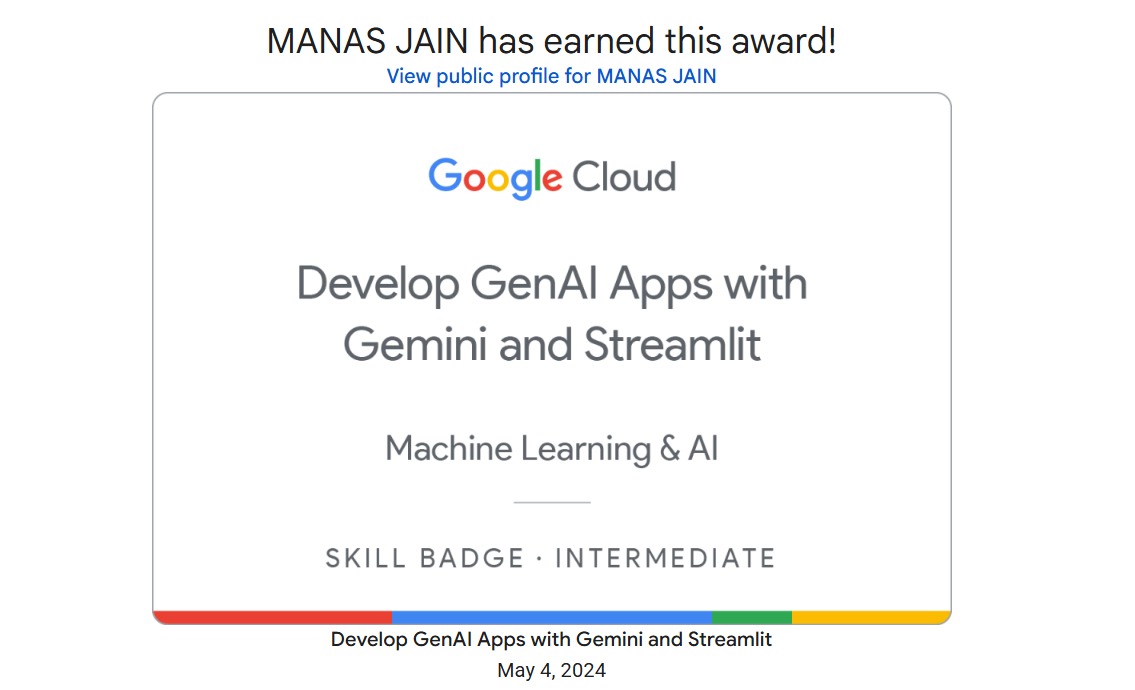 MANAS JAIN has earned this award!
View public profile for MANAS JAIN
Google Cloud
Develop GenAI Apps with
Gemini and Streamlit
Machine Learning & AI
SKILL BADGE · INTERMEDIATE
Develop GenAI Apps with Gemini and Streamlit
May 4, 2024